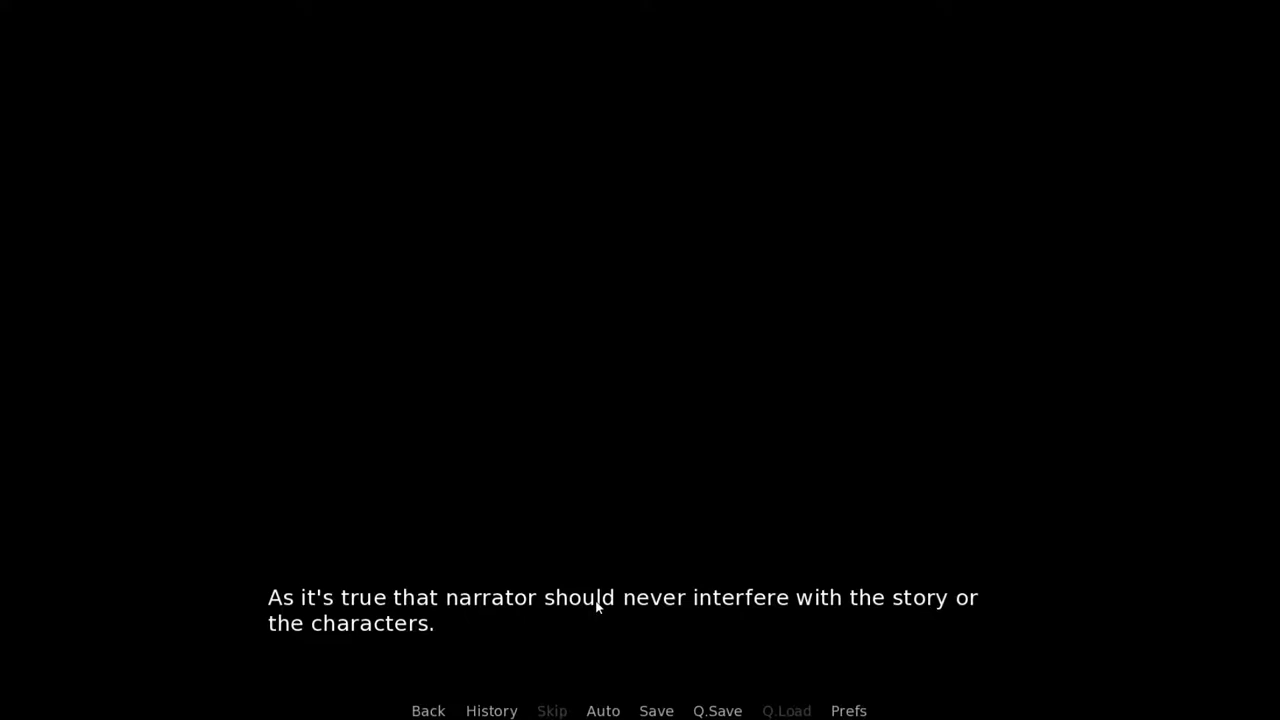 As it's true that narrator should never interfere with the story or
the characters.
Back History Skip Auto Save Q.Save Q.Load Prefs